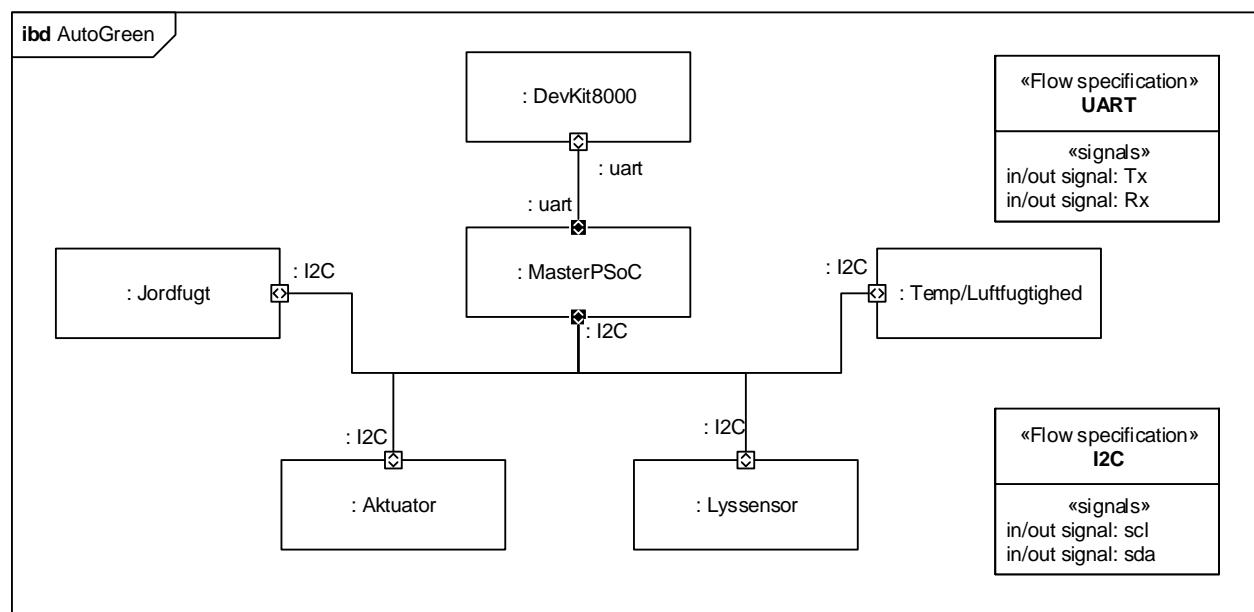 ibd AutoGreen
: DevKit8000
: uart
: uart
: MasterPSoC
: I2C
: I2C
: Jordfugt
: I2C
: Temp/Luftfugtighed
: I2C
: Aktuator
: I2C
: Lyssensor
«Flow specification»
UART
«signals»
in/out signal: Tx
in/out signal: Rx
«Flow specification»
I2C
«signals»
in/out signal: scl
in/out signal: sda